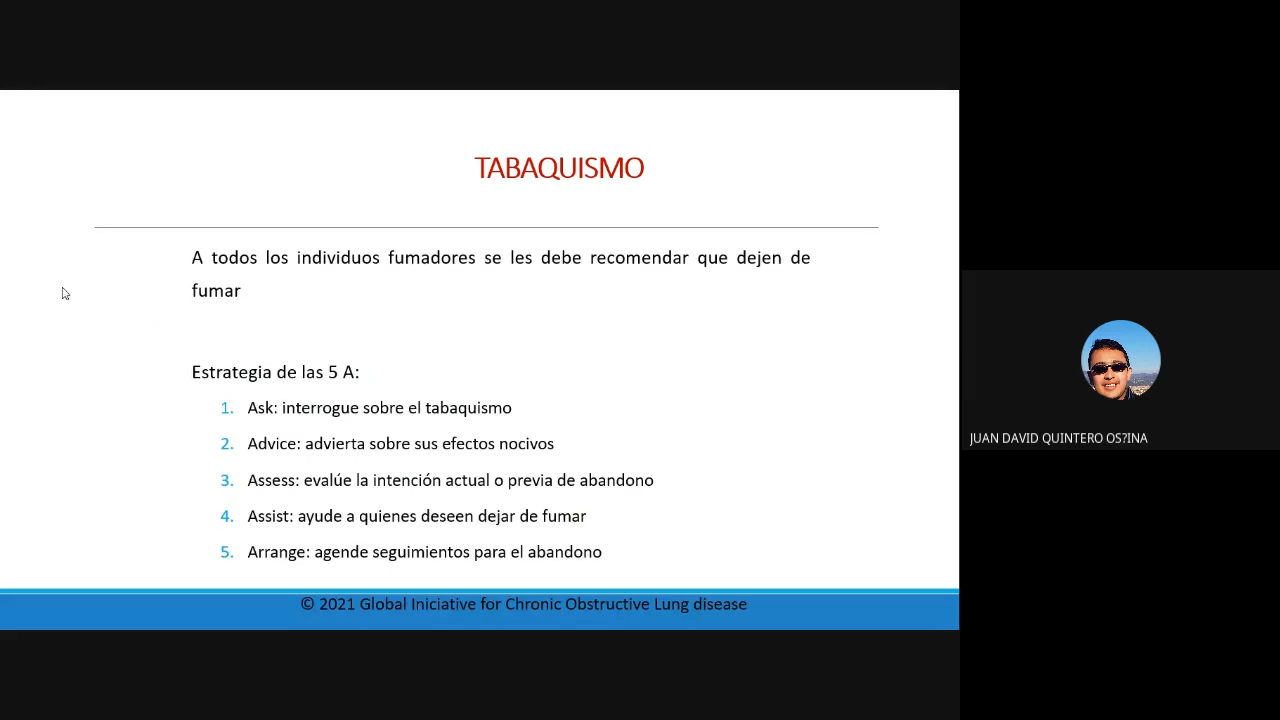 TABAQUISMO
A todos los individuos fumadores se les debe recomendar que dejen de
fumar
Estrategia de las 5 A:
1. Ask: interrogue sobre el tabaquismo
2. Advice: advierta sobre sus efectos nocivos
3. Assess: evalúe la intención actual o previa de abandono
4. Assist: ayude a quienes deseen dejar de fumar
5. Arrange: agende seguimientos para el abandono
© 2021 Global Iniciative for Chronic Obstructive Lung disease
JUAN DAVID QUINTERO OS?INA